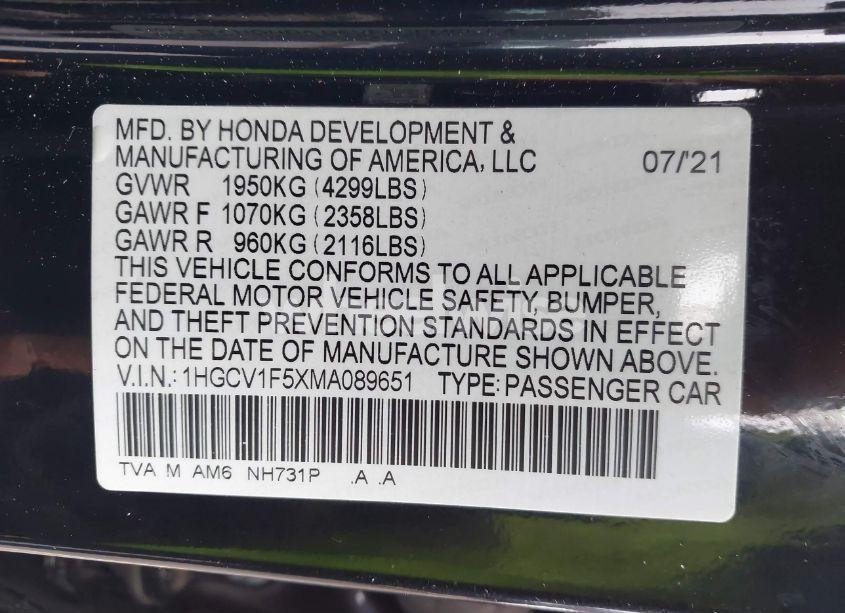 MFD. BY HONDA DEVELOPMENT &
MANUFACTURING OF AMERICA, LLC 07/'21
GVWR 1950KG (4299LBS)
GAWR F 1070KG (2358LBS)
GAWR R 960KG (2116LBS)
THIS VEHICLE CONFORMS TO ALL APPLICABLE
FEDERAL MOTOR VEHICLE SAFETY, BUMPER,
AND THEFT PREVENTION STANDARDS IN EFFECT
ON THE DATE OF MANUFACTURE SHOWN ABOVE.
V.I.N.: 1HGCV1F5XMA089651 TYPE: PASSENGER CAR
TVA M AM6 NH731P .A .A